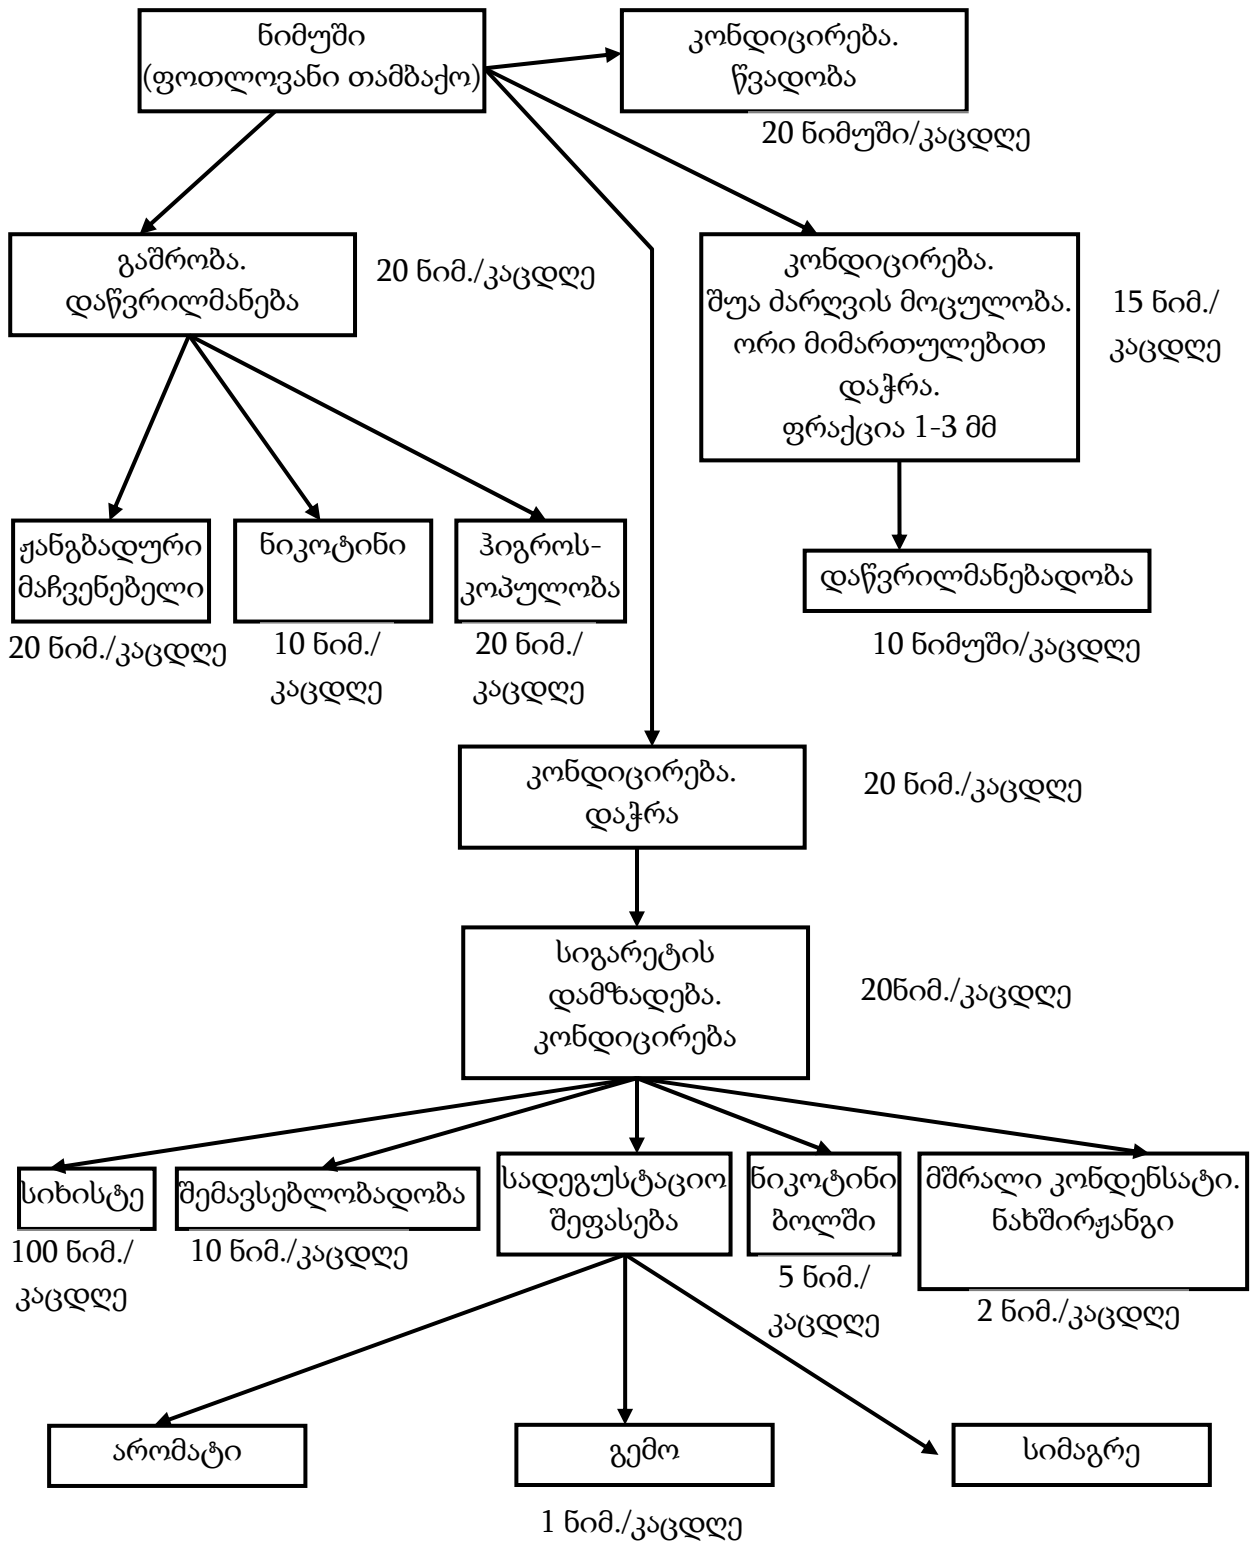 ნიმუში
(ფოთლოვანი თამბაქო)
კონდიცირება.
წვადობა
20 ნიმუში/კაცდღე
გაშრობა.
დაწვრილმანება
20 ნიმ./კაცდღე
კონდიცირება.
შუა ძარღვის მოცულობა.
ორი მიმართულებით
დაჭრა.
ფრაქცია 1-3 მმ
15 ნიმ./
კაცდღე
ჟანგბადური
მაჩვენებელი
20 ნიმ./კაცდღე
ნიკოტინი
10 ნიმ./
კაცდღე
ჰიგროს-
კოპულობა
20 ნიმ./
კაცდღე
დაწვრილმანებადობა
10 ნიმუში/კაცდღე
კონდიცირება.
დაჭრა
20 ნიმ./კაცდღე
სიგარეტის
დამზადება.
კონდიცირება
20ნიმ./კაცდღე
სიხისტე
100 ნიმ./
კაცდღე
შემავსებლობადობა
10 ნიმ./კაცდღე
სადეგუსტაციო
შეფასება
ნიკოტინი
ბოლში
5 ნიმ./
კაცდღე
მშრალი კონდენსატი.
ნახშირჟანგი
2 ნიმ./კაცდღე
არომატი
გემო
სიმაგრე
1 ნიმ./კაცდღე